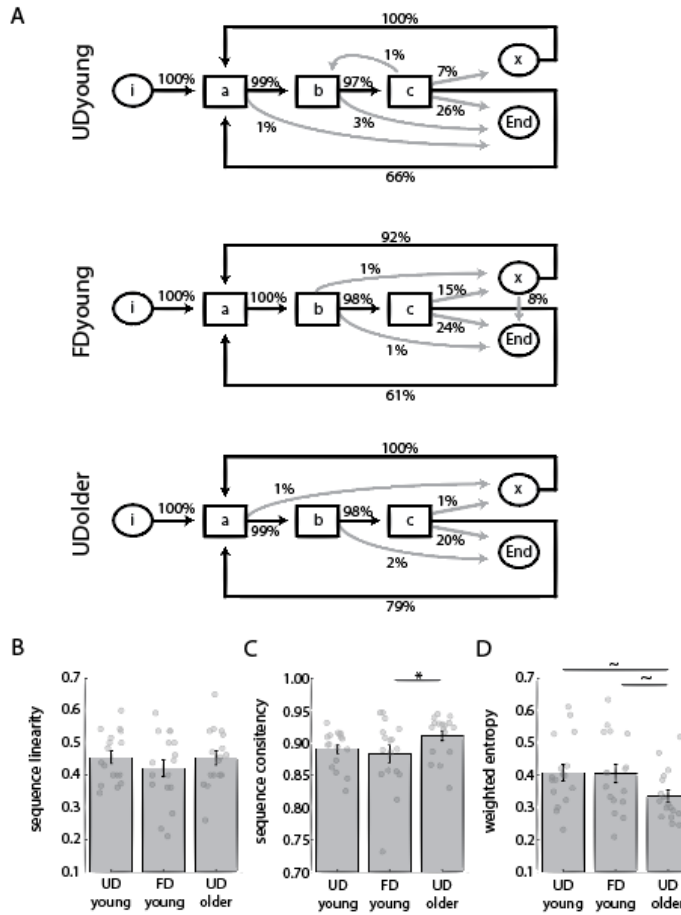 A
UDyoung
100%
i
100%
a
99%
b
97%
c
1%
7%
x
26%
End
1%
3%
66%
FDyoung
92%
i
100%
a
100%
b
1%
98%
c
15%
x
8%
24%
End
1%
61%
UDolder
100%
i
100%
a
1%
99%
b
98%
c
1%
x
20%
End
2%
79%
B
sequence linearity
0.7
0.6
0.5
0.4
0.3
0.2
0.1
UD
young
FD
young
UD
older
C
sequence consitency
1.00
0.95
0.90
0.85
0.80
0.75
0.70
*
UD
young
FD
young
UD
older
D
weighted entropy
0.7
0.6
0.5
0.4
0.3
0.2
0.1
~
~
UD
young
FD
young
UD
older